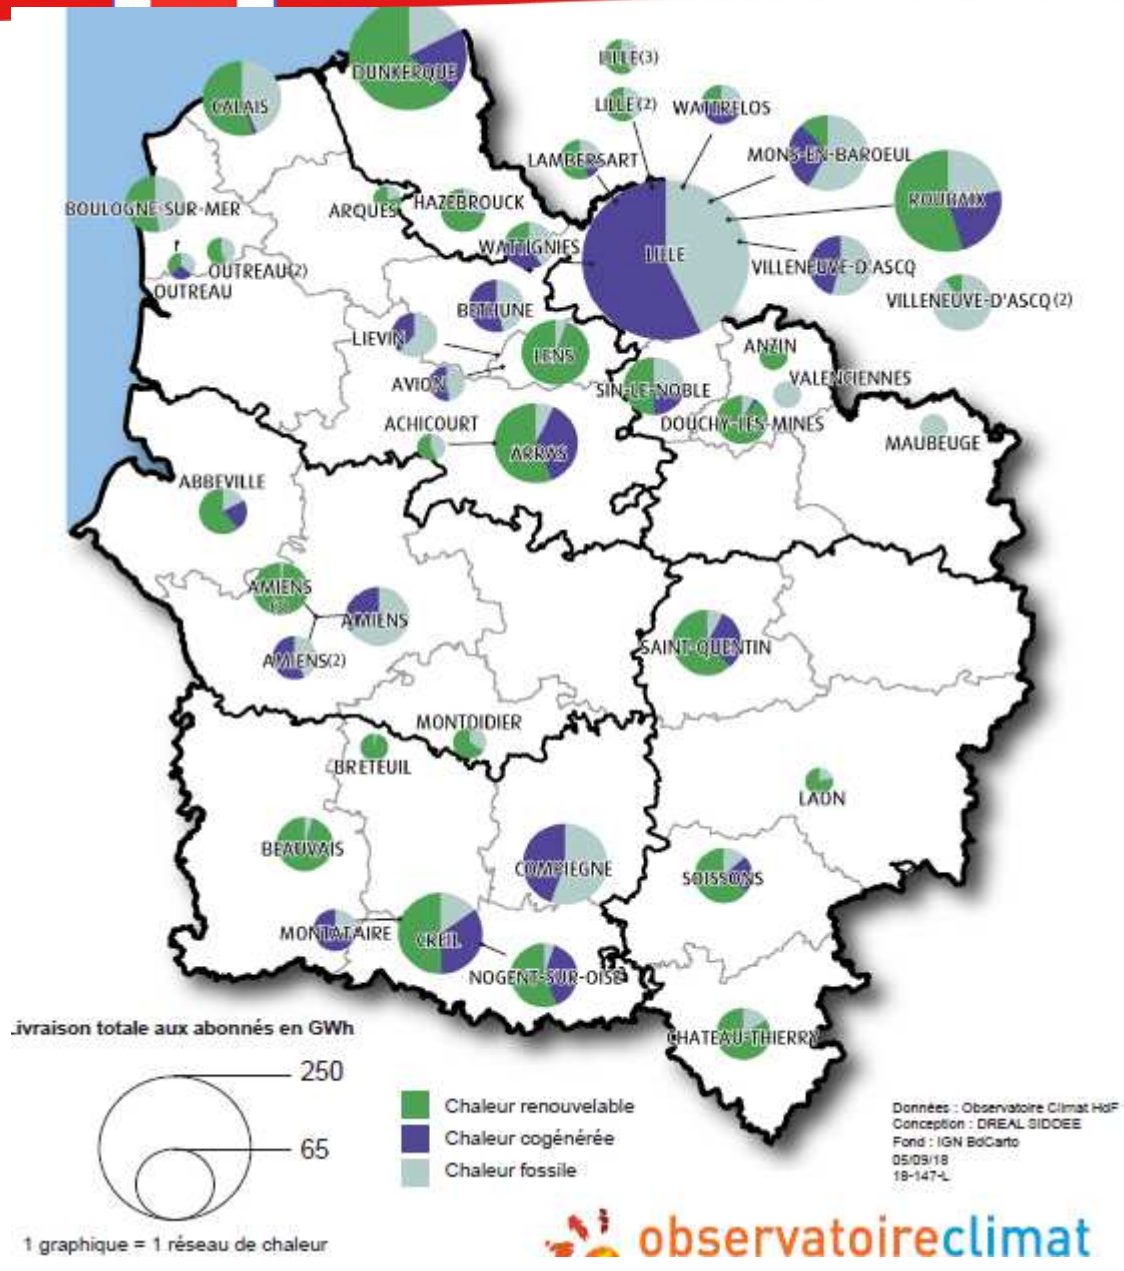 DUNKERQUE
LILLE(3)
CALAIS
LILLE(2)
WATTRELOS
LAMBERSART
MONS-EN-BAROEUL
BOULOGNE-SUR-MER
ARQUES
HAZEBROUCK
ROUBAIX
WATTIGNIES
LILLE
VILLENEUVE-D'ASCQ
OUTREAU(2)
OUTREAU
VILLENEUVE-D'ASCQ(2)
BETHUNE
LIEVIN
LENS
ANZIN
AVION
SIN-LE-NOBLE
VALENCIENNES
ACHICOURT
DOUCHY-LES-MINES
MAUBEUGE
ARRAS
ABBEVILLE
AMIENS
AMIENS
AMIENS(2)
SAINT-QUENTIN
MONTDIDIER
BRETEUIL
LAON
BEAUVAIS
COMPIEGNE
SOISSONS
MONTATAIRE
CREIL
NOGENT-SUR-OISE
CHATEAU-THIERRY
ivraison totale aux abonnés en GWh
250
65
1 graphique = 1 réseau de chaleur
Chaleur renouvelable
Chaleur cogénérée
Chaleur fossile
Données : Observatoire Climat HdF
Conception : DREAL SIDDEE
Fond : IGN BdCarto
05/09/18
18-147-L
observatoireclimat